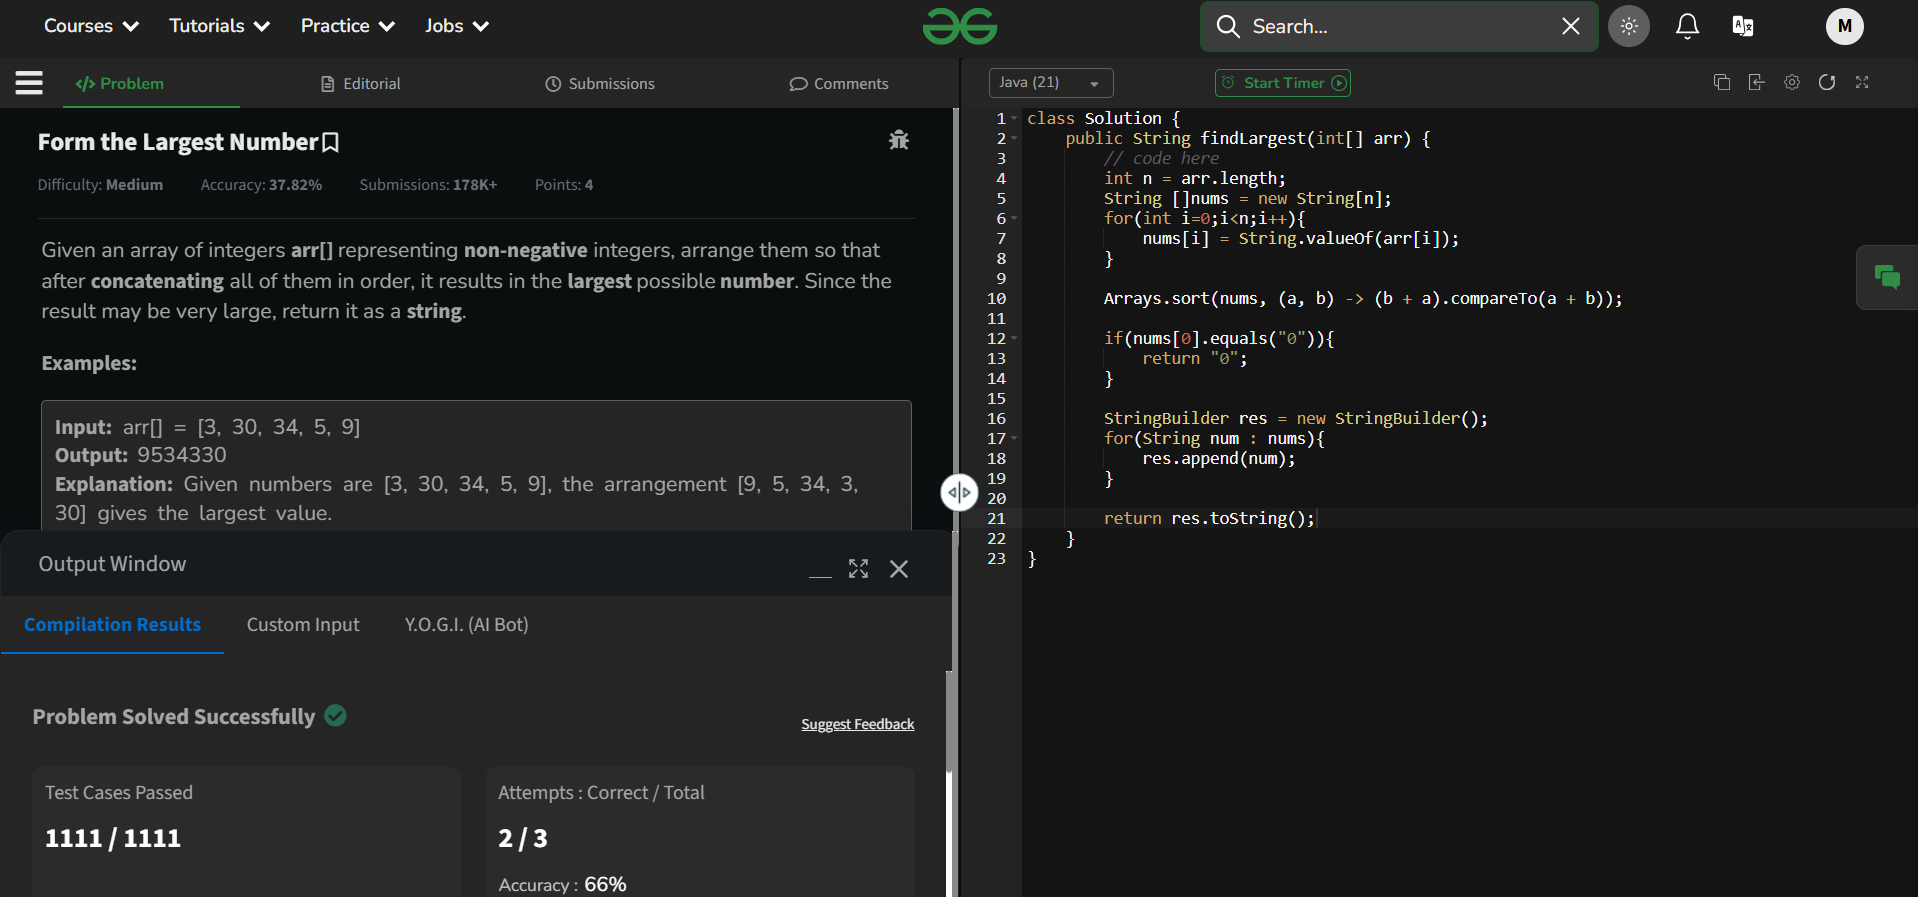 Courses
Tutorials
Practice
Jobs
Search...
M
</> Problem
Editorial
Submissions
Comments
Java (21)
Start Timer
Form the Largest Number
Difficulty: Medium
Accuracy: 37.82%
Submissions: 178K+
Points: 4
Given an array of integers arr[] representing non-negative integers, arrange them so that
after concatenating all of them in order, it results in the largest possible number. Since the
result may be very large, return it as a string.
Examples:
Input: arr[] = [3, 30, 34, 5, 9]
Output: 9534330
Explanation: Given numbers are [3, 30, 34, 5, 9], the arrangement [9, 5, 34, 3,
30] gives the largest value.
Output Window
Compilation Results
Custom Input
Y.O.G.I. (AI Bot)
Problem Solved Successfully
Suggest Feedback
Test Cases Passed
1111 / 1111
Attempts : Correct / Total
2 / 3
Accuracy : 66%
1 class Solution {
2     public String findLargest(int[] arr) {
3         // code here
4         int n = arr.length;
5         String []nums = new String[n];
6         for(int i=0;i<n;i++){
7             nums[i] = String.valueOf(arr[i]);
8         }
9
10         Arrays.sort(nums, (a, b) -> (b + a).compareTo(a + b));
11
12         if(nums[0].equals("0")){
13             return "0";
14         }
15
16         StringBuilder res = new StringBuilder();
17         for(String num : nums){
18             res.append(num);
19         }
20
21         return res.toString();
22     }
23 }